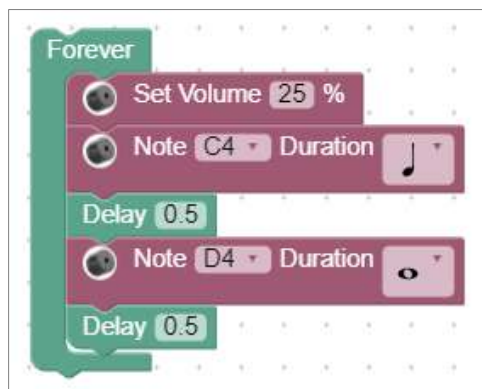 Forever
Set Volume 25 %
Note C4 Duration
Delay 0.5
Note D4 Duration
Delay 0.5